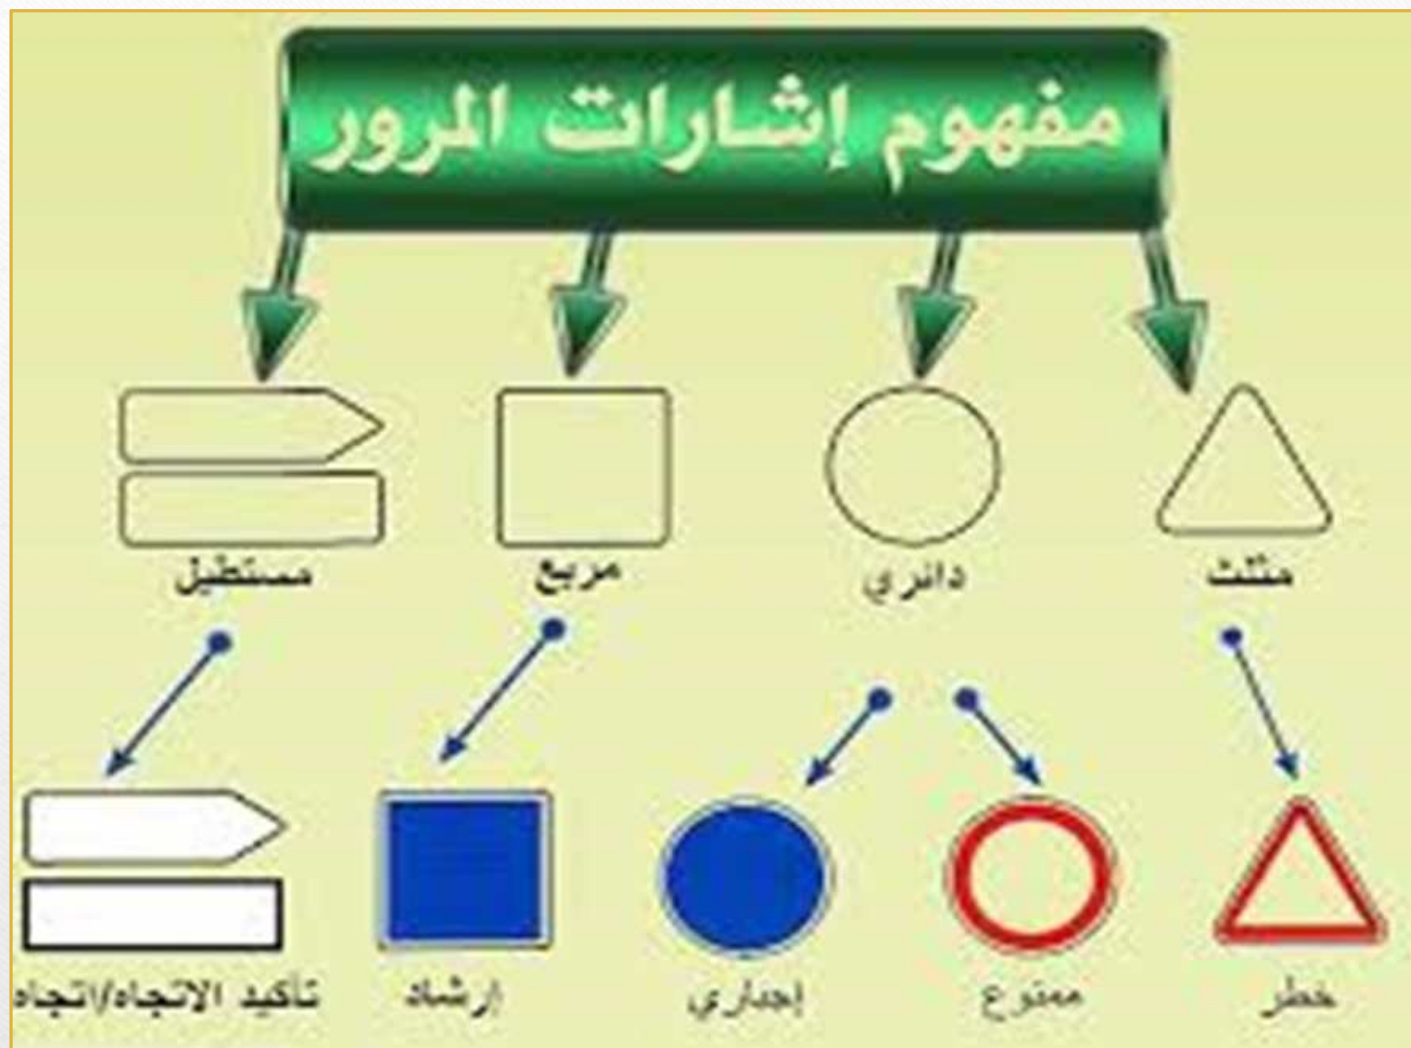 مفهوم إشارات المرور
مثلث
دائري
مربع
مستطيل
خطر
ممنوع
إجباري
إرشاد
تأكيد الاتجاه/اتجاه